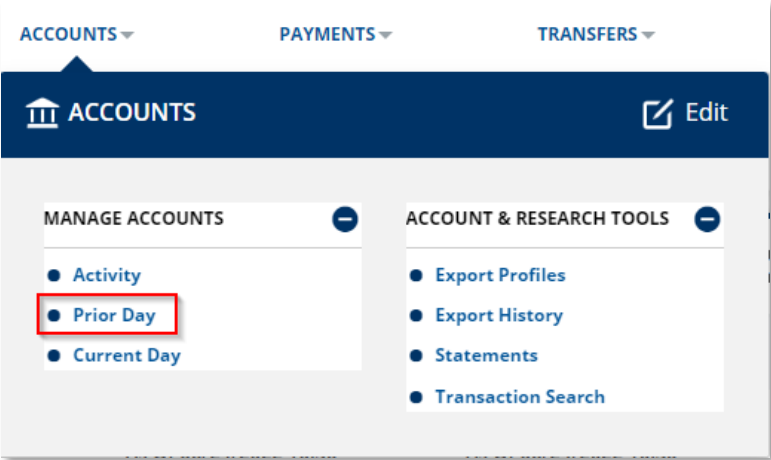 ACCOUNTS PAYMENTS TRANSFERS
ACCOUNTS Edit
MANAGE ACCOUNTS
Activity
Prior Day
Current Day
ACCOUNT & RESEARCH TOOLS
Export Profiles
Export History
Statements
Transaction Search